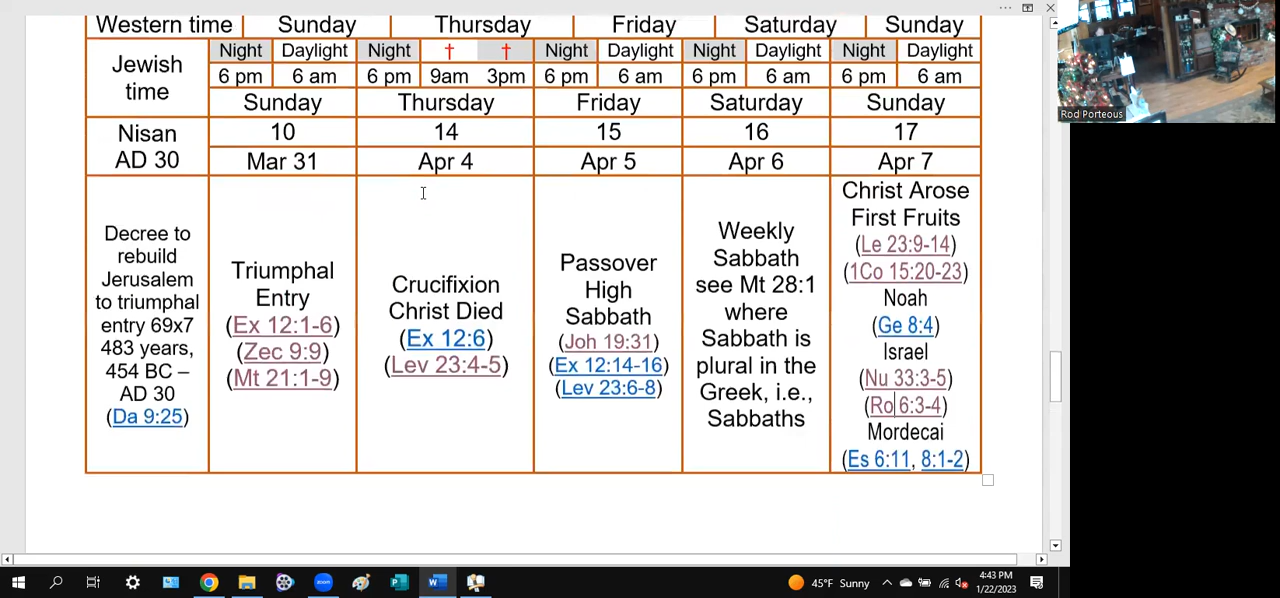 Western time Sunday Thursday Friday Saturday Sunday
Jewish time
Night Daylight Night † † Night Daylight Night Daylight Night Daylight
6 pm 6 am 6 pm 9am 3pm 6 pm 6 am 6 pm 6 am 6 pm 6 am
Sunday Thursday Friday Saturday Sunday
Nisan 10 14 15 16 17
AD 30 Mar 31 Apr 4 Apr 5 Apr 6 Apr 7
Decree to
rebuild
Jerusalem
to triumphal
entry 69x7
483 years,
454 BC –
AD 30
(Da 9:25)
Triumphal
Entry
(Ex 12:1-6)
(Zec 9:9)
(Mt 21:1-9)
Crucifixion
Christ Died
(Ex 12:6)
(Lev 23:4-5)
Passover
High
Sabbath
(Joh 19:31)
(Ex 12:14-16)
(Lev 23:6-8)
Weekly
Sabbath
see Mt 28:1
where
Sabbath is
plural in the
Greek, i.e.,
Sabbaths
Christ Arose
First Fruits
(Le 23:9-14)
(1Co 15:20-23)
Noah
(Ge 8:4)
Israel
(Nu 33:3-5)
(Ro 6:3-4)
Mordecai
(Es 6:11, 8:1-2)
Rod Porteous
zoom
45°F Sunny
4:43 PM
1/22/2023